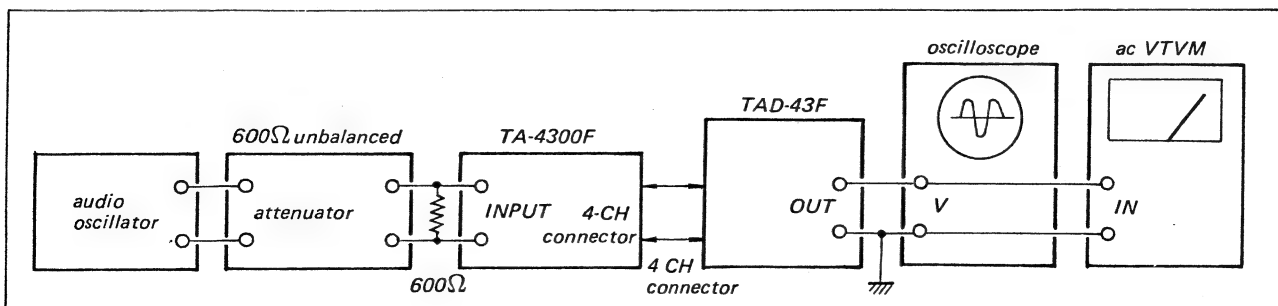 oscilloscope
ac VTVM
TAD-43F
600Ω unbalanced
TA-4300F
audio
oscillator
attenuator
INPUT
4-CH
connector
OUT
V
IN
600Ω
4 CH
connector